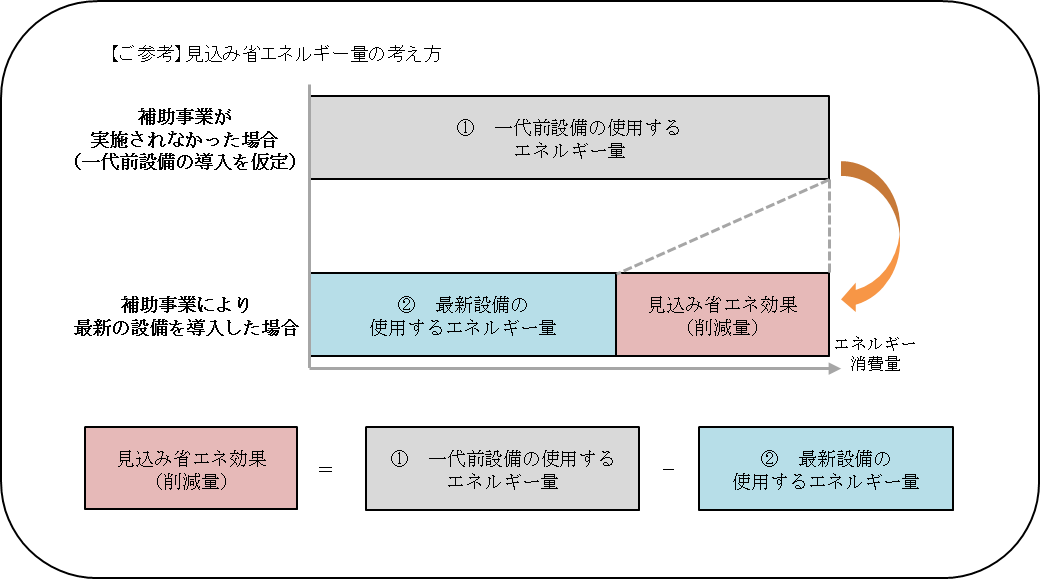 【ご参考】見込み省エネルギー量の考え方
補助事業が
実施されなかった場合
（一代前設備の導入を仮定）
① 一代前設備の使用する
エネルギー量
補助事業により
最新の設備を導入した場合
② 最新設備の
使用するエネルギー量
見込み省エネ効果
（削減量）
エネルギー
消費量
見込み省エネ効果
（削減量）
＝
① 一代前設備の使用する
エネルギー量
－
② 最新設備の
使用するエネルギー量